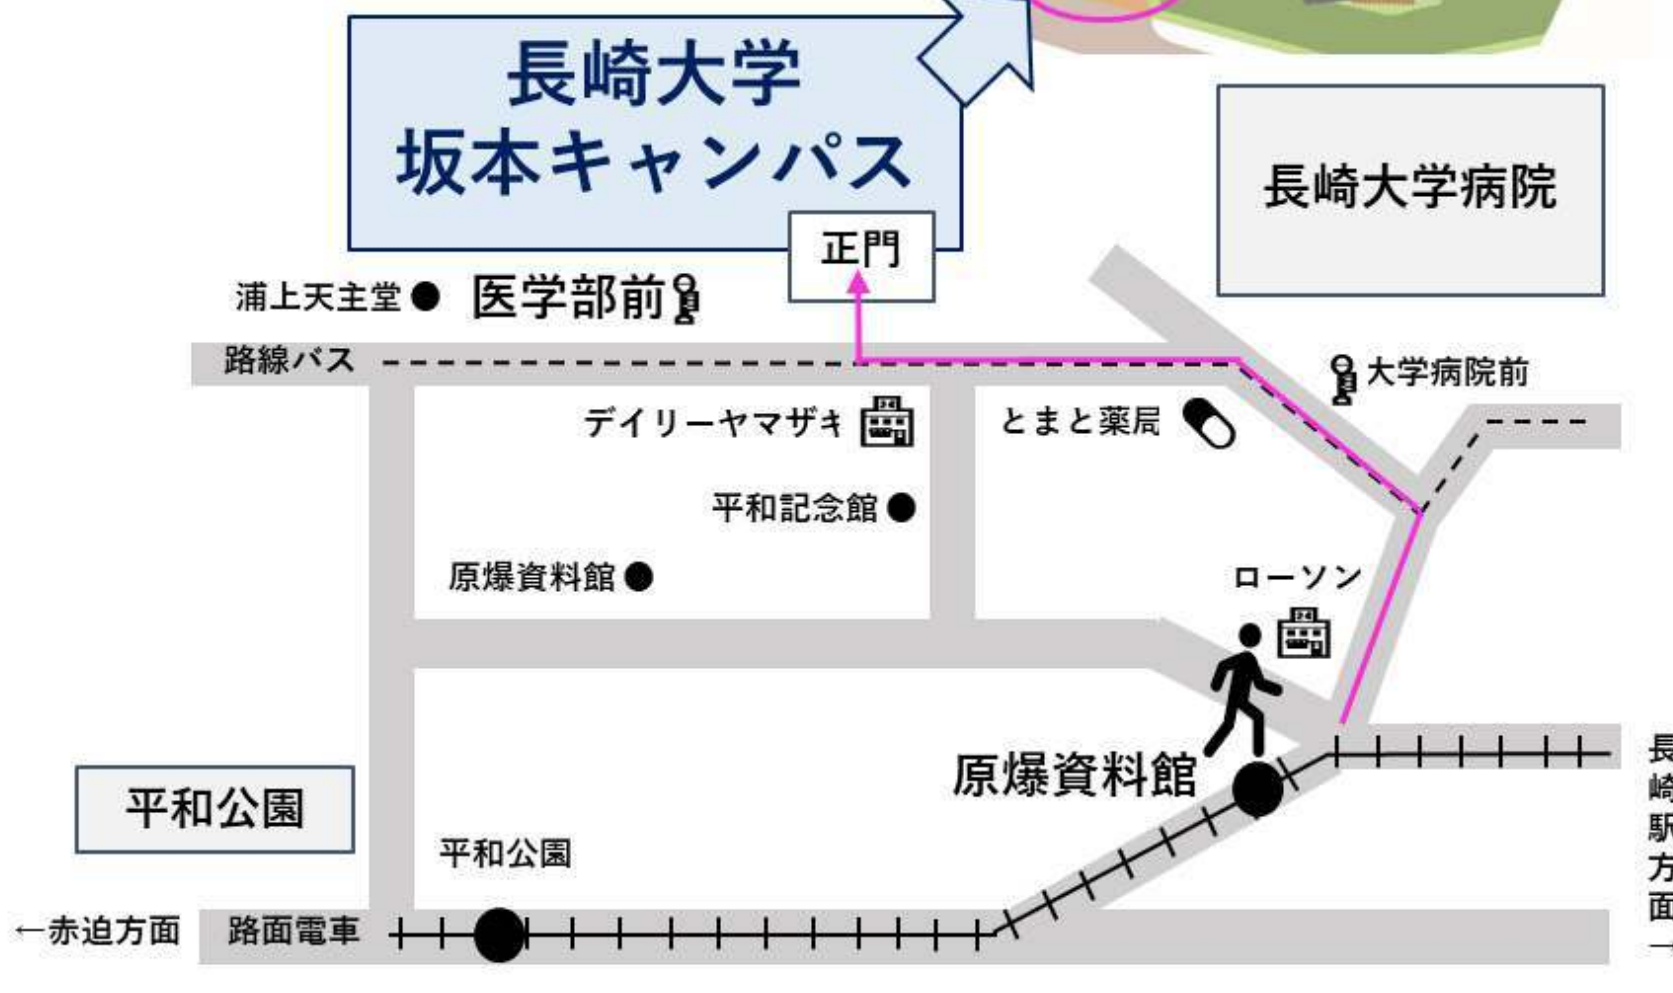 長崎大学
坂本キャンパス
長崎大学病院
正門
浦上天主堂
医学部前
路線バス
大学病院前
デイリーヤマザキ
とまと薬局
平和記念館
原爆資料館
ローソン
原爆資料館
平和公園
平和公園
長崎駅方面→
←赤迫方面
路面電車